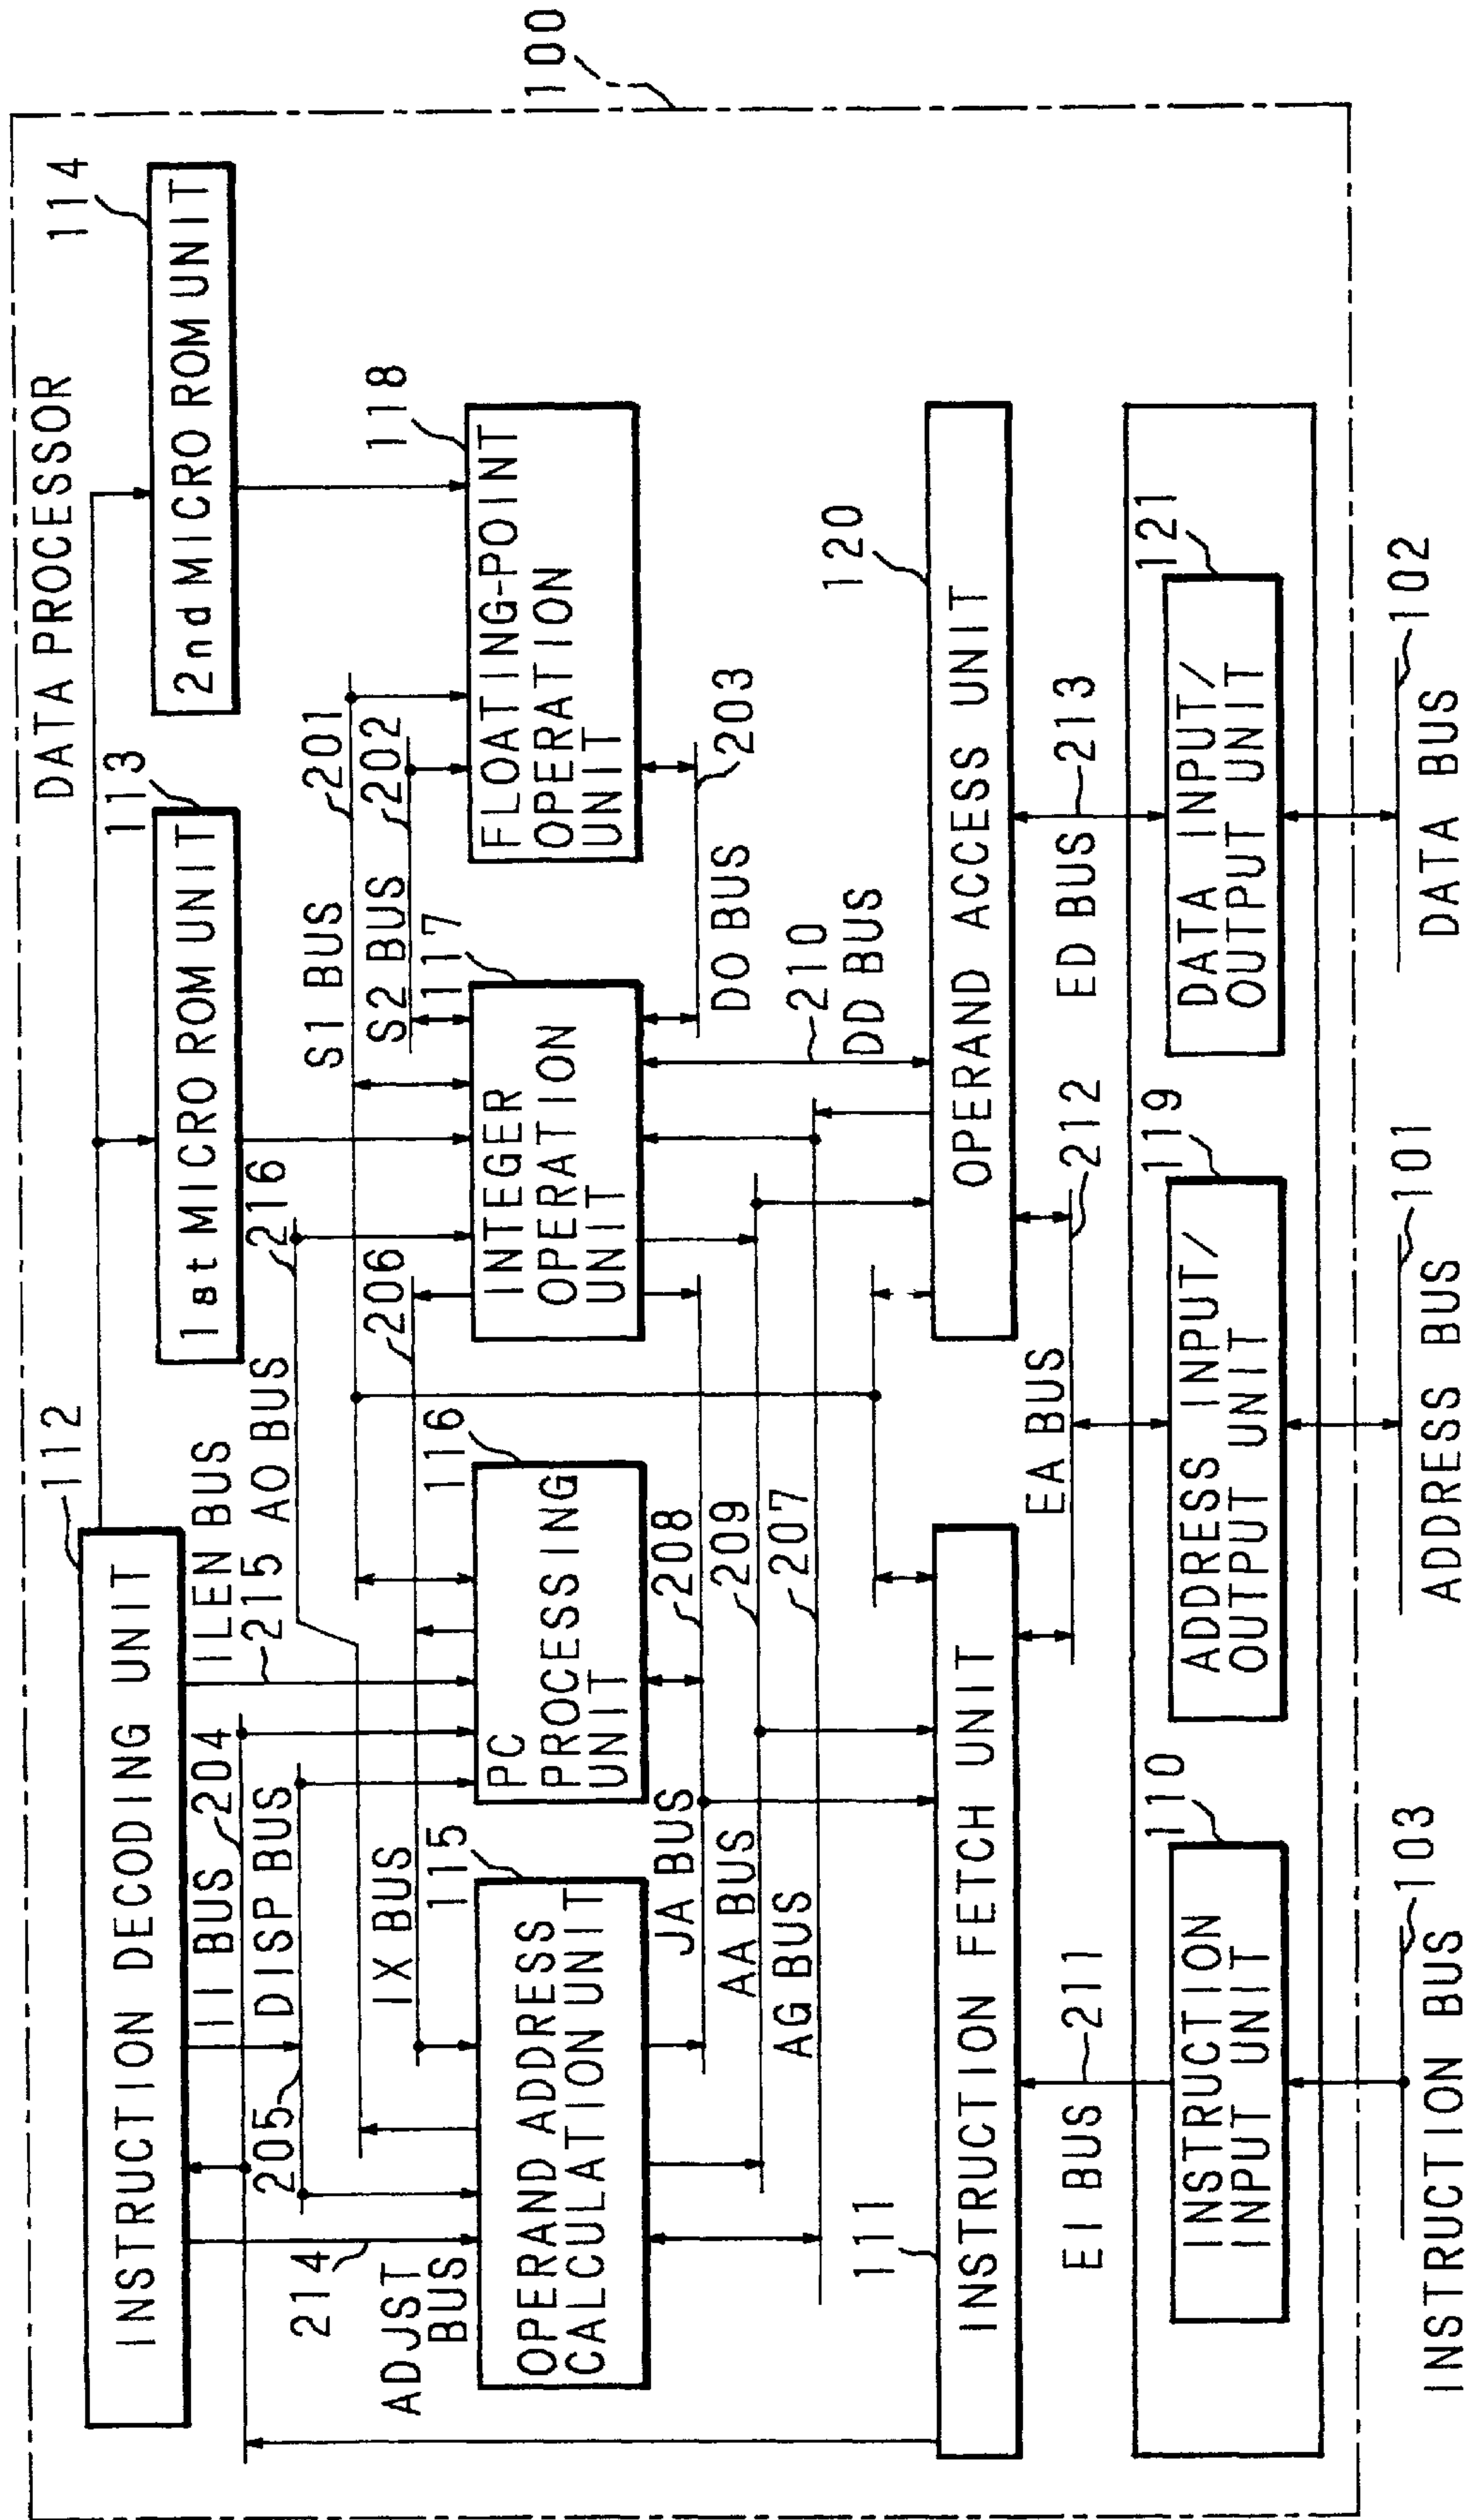 DATA PROCESSOR
100
112
INSTRUCTION DECODING UNIT
113
1st MICRO ROM UNIT
114
2nd MICRO ROM UNIT
II BUS
204
ILEN BUS
215
AO BUS
216
205
DISP BUS
S1 BUS
201
214
ADJST
BUS
IX BUS
206
S2 BUS
202
115
OPERAND ADDRESS
CALCULATION UNIT
116
PC
PROCESSING
UNIT
117
INTEGER
OPERATION
UNIT
118
FLOATING-POINT
OPERATION
UNIT
JA BUS
208
DO BUS
203
AA BUS
209
AG BUS
207
210
DD BUS
111
INSTRUCTION FETCH UNIT
120
OPERAND ACCESS UNIT
EI BUS
211
EA BUS
212
ED BUS
213
110
INSTRUCTION
INPUT UNIT
119
ADDRESS INPUT/
OUTPUT UNIT
121
DATA INPUT/
OUTPUT UNIT
103
INSTRUCTION BUS
101
ADDRESS BUS
102
DATA BUS